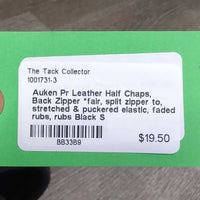 The Tack Collector
1001731-3
Auken Pr Leather Half Chaps,
Back Zipper *fair, split zipper to,
stretched & puckered elastic, faded
rubs, rubs Black S
$19.50
BB33B9